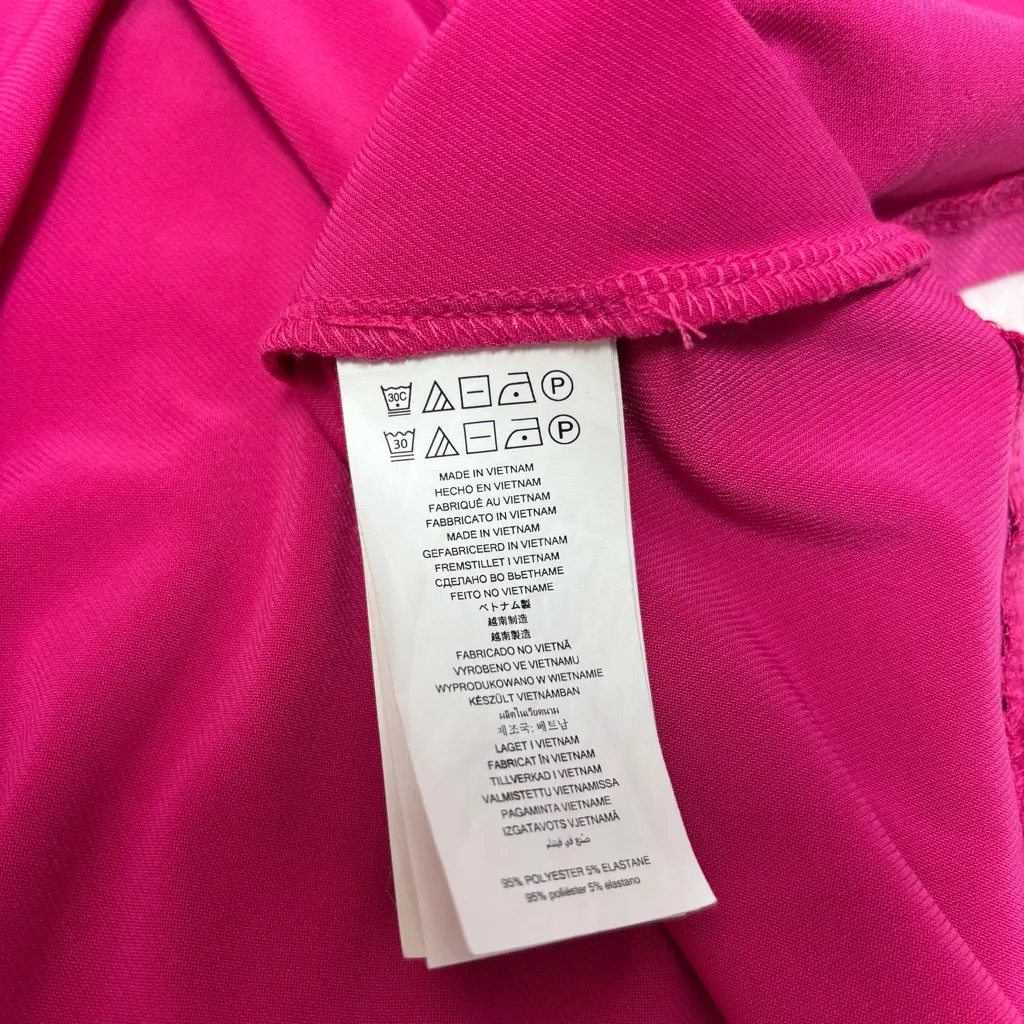 30C P
30 P
MADE IN VIETNAM
HECHO EN VIETNAM
FABRIQUÉ AU VIETNAM
FABBRICATO IN VIETNAM
MADE IN VIETNAM
GEFABRICEERD IN VIETNAM
FREMSTILLET I VIETNAM
СДЕЛАНО ВО ВЬЕТНАМЕ
FEITO NO VIETNAME
ベトナム製
越南制造
越南製造
FABRICADO NO VIETNÃ
VYROBENO VE VIETNAMU
WYPRODUKOWANO W WIETNAMIE
KÉSZÜLT VIETNÁMBAN
ผลิตในเวียดนาม
제조국: 베트남
LAGET I VIETNAM
FABRICAT ÎN VIETNAM
TILLVERKAD I VIETNAM
VALMISTETTU VIETNAMISSA
PAGAMINTA VIETNAME
IZGATAVOTS VJETNAMĀ
صنع في فيتنام
95% POLYESTER 5% ELASTANE
95% poliéster 5% elastano